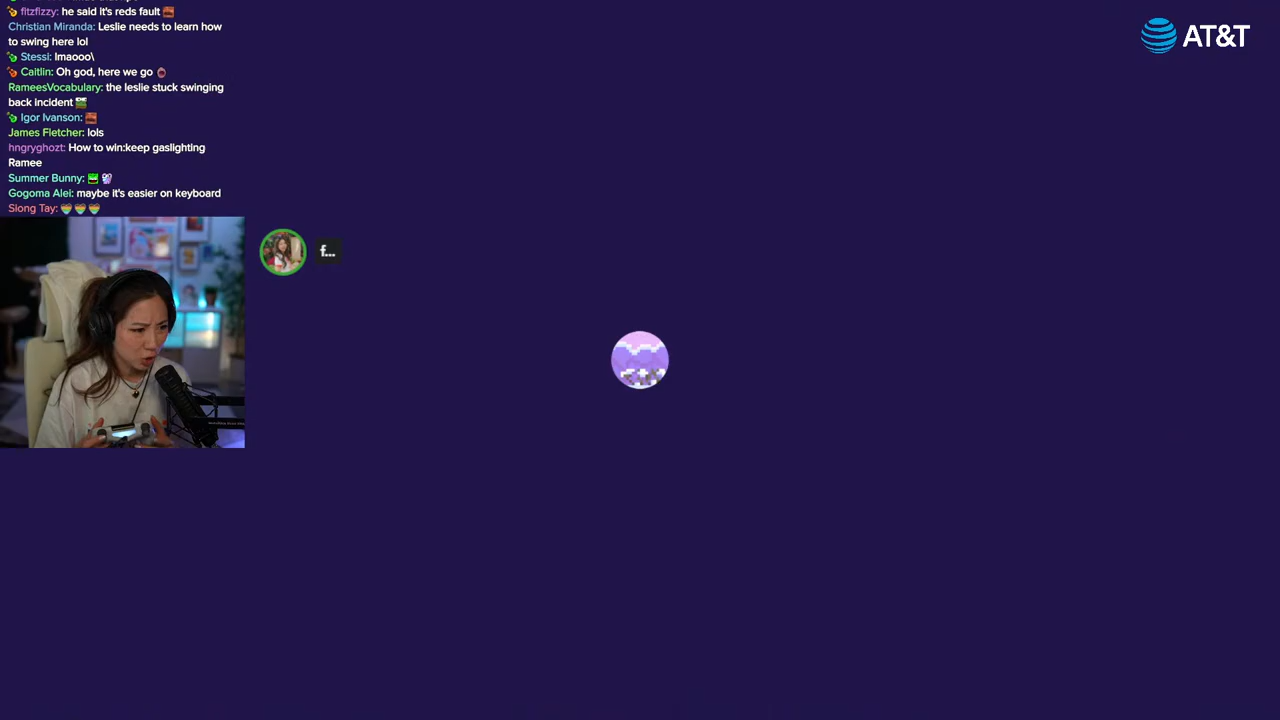 fitzfizzy: he said it's reds fault
Christian Miranda: Leslie needs to learn how
to swing here lol
Stessi: lmaooo\
Caitlin: Oh god, here we go
RameesVocabulary: the leslie stuck swinging
back incident
Igor Ivanson:
James Fletcher: lols
hngryghozt: How to win:keep gaslighting
Ramee
Summer Bunny:
Gogoma Alei: maybe it's easier on keyboard
Siong Tay:
f...
AT&T